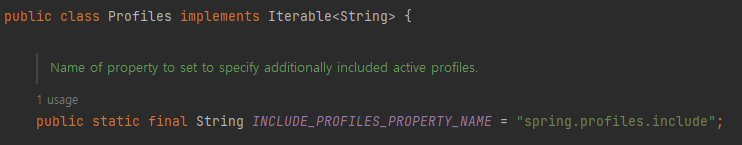 public class Profiles implements Iterable<String> {
Name of property to set to specify additionally included active profiles.
1 usage
public static final String INCLUDE_PROFILES_PROPERTY_NAME = "spring.profiles.include";